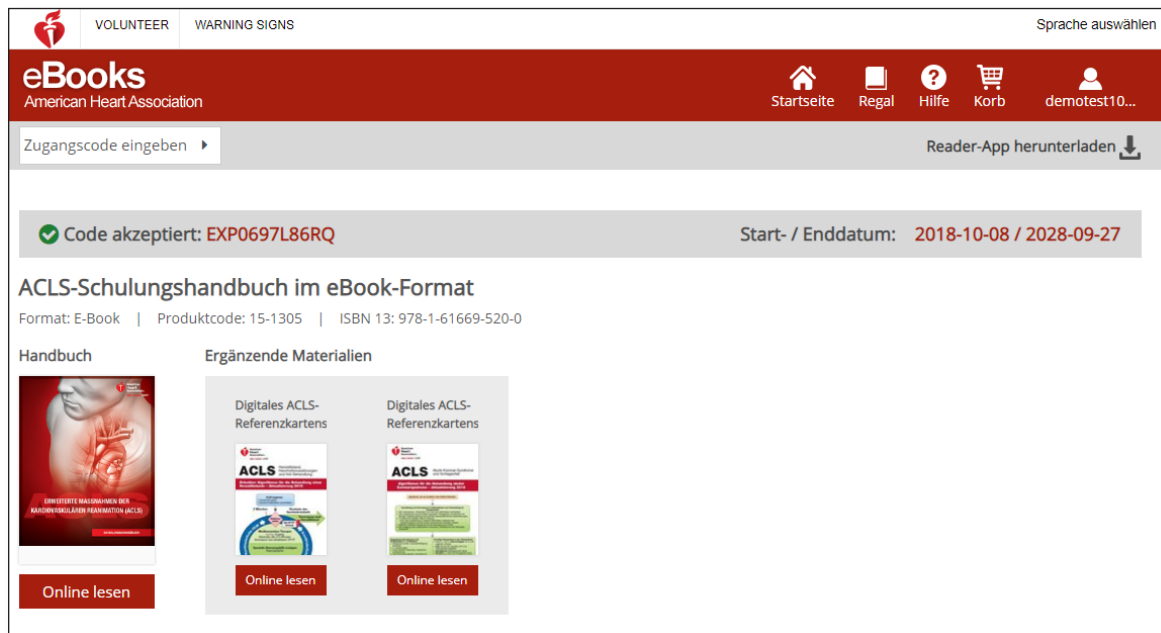 VOLUNTEER WARNING SIGNS Sprache auswählen
eBooks
American Heart Association
Startseite Regal Hilfe Korb demotest10...
Zugangscode eingeben
Reader-App herunterladen
Code akzeptiert: EXP0697L86RQ Start- / Enddatum: 2018-10-08 / 2028-09-27
ACLS-Schulungshandbuch im eBook-Format
Format: E-Book | Produktcode: 15-1305 | ISBN 13: 978-1-61669-520-0
Handbuch Ergänzende Materialien
Digitales ACLS-
Referenzkartens
Digitales ACLS-
Referenzkartens
ERWEITERTE MASSNAHMEN DER
KARDIOVASKULÄREN REANIMATION (ACLS)
ACLS
ACLS
Online lesen
Online lesen
Online lesen